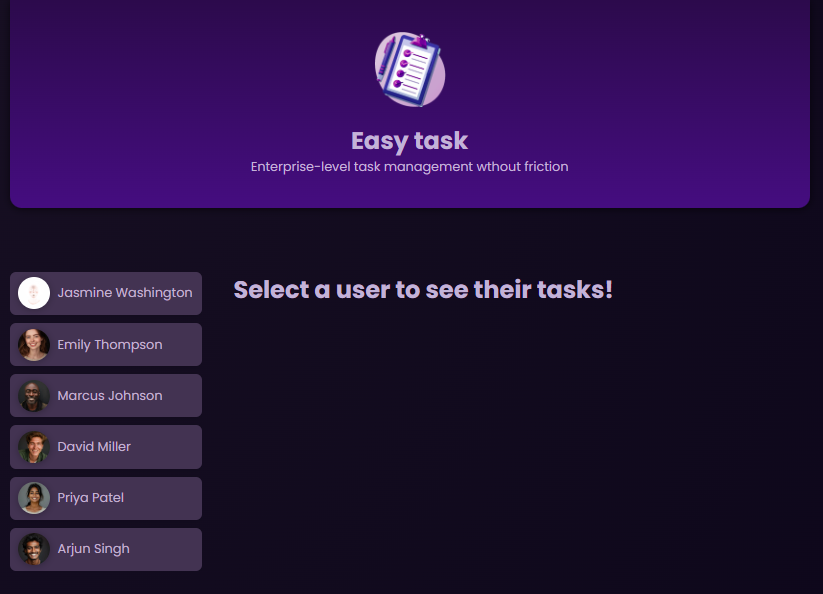 Easy task
Enterprise-level task management wthout friction
Jasmine Washington
Select a user to see their tasks!
Emily Thompson
Marcus Johnson
David Miller
Priya Patel
Arjun Singh